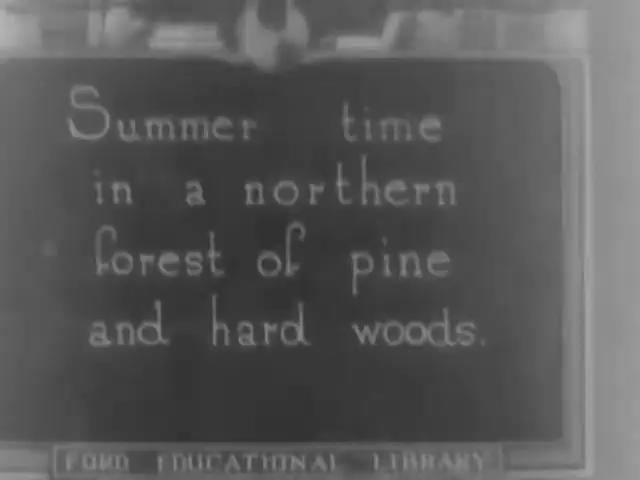 Summer time
in a northern
forest of pine
and hard woods.
FORD EDUCATIONAL LIBRARY